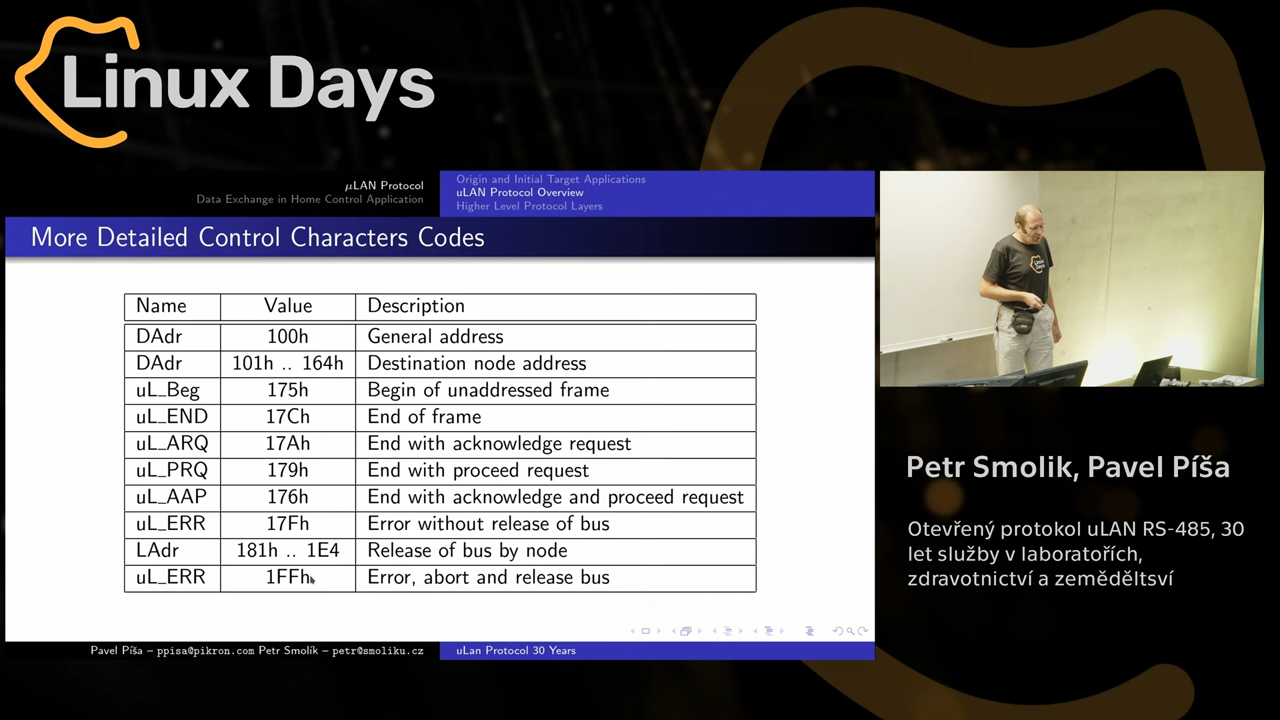 Linux Days
μLAN Protocol
Data Exchange in Home Control Application
Origin and Initial Target Applications
uLAN Protocol Overview
Higher Level Protocol Layers
More Detailed Control Characters Codes
Name Value Description
DAdr 100h General address
DAdr 101h .. 164h Destination node address
uL_Beg 175h Begin of unaddressed frame
uL_END 17Ch End of frame
uL_ARQ 17Ah End with acknowledge request
uL_PRQ 179h End with proceed request
uL_AAP 176h End with acknowledge and proceed request
uL_ERR 17Fh Error without release of bus
LAdr 181h .. 1E4 Release of bus by node
uL_ERR 1FFh Error, abort and release bus
Pavel Píša – ppisa@pikron.com Petr Smolík – petr@smoliku.cz
uLan Protocol 30 Years
Linux
Days
Petr Smolik, Pavel Píša
Otevřený protokol uLAN RS-485, 30
let služby v laboratořích,
zdravotnictví a zeměděltsví